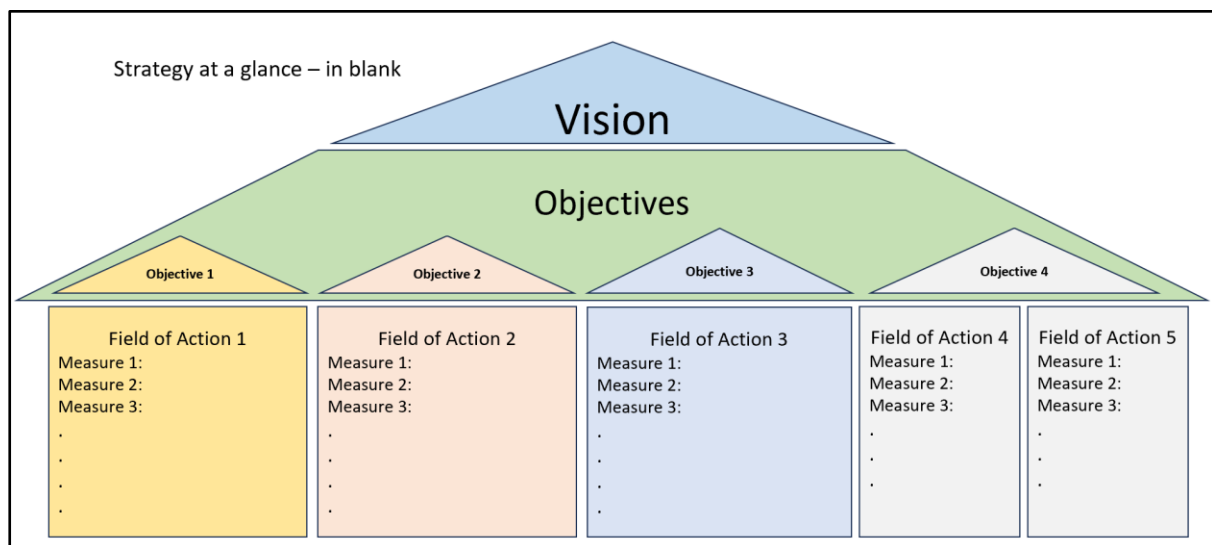 Strategy at a glance – in blank
Vision
Objectives
Objective 1
Objective 2
Objective 3
Objective 4
Field of Action 1
Measure 1:
Measure 2:
Measure 3:
.
.
.
.
Field of Action 2
Measure 1:
Measure 2:
Measure 3:
.
.
.
.
Field of Action 3
Measure 1:
Measure 2:
Measure 3:
.
.
.
.
Field of Action 4
Measure 1:
Measure 2:
Measure 3:
.
.
.
Field of Action 5
Measure 1:
Measure 2:
Measure 3:
.
.
.